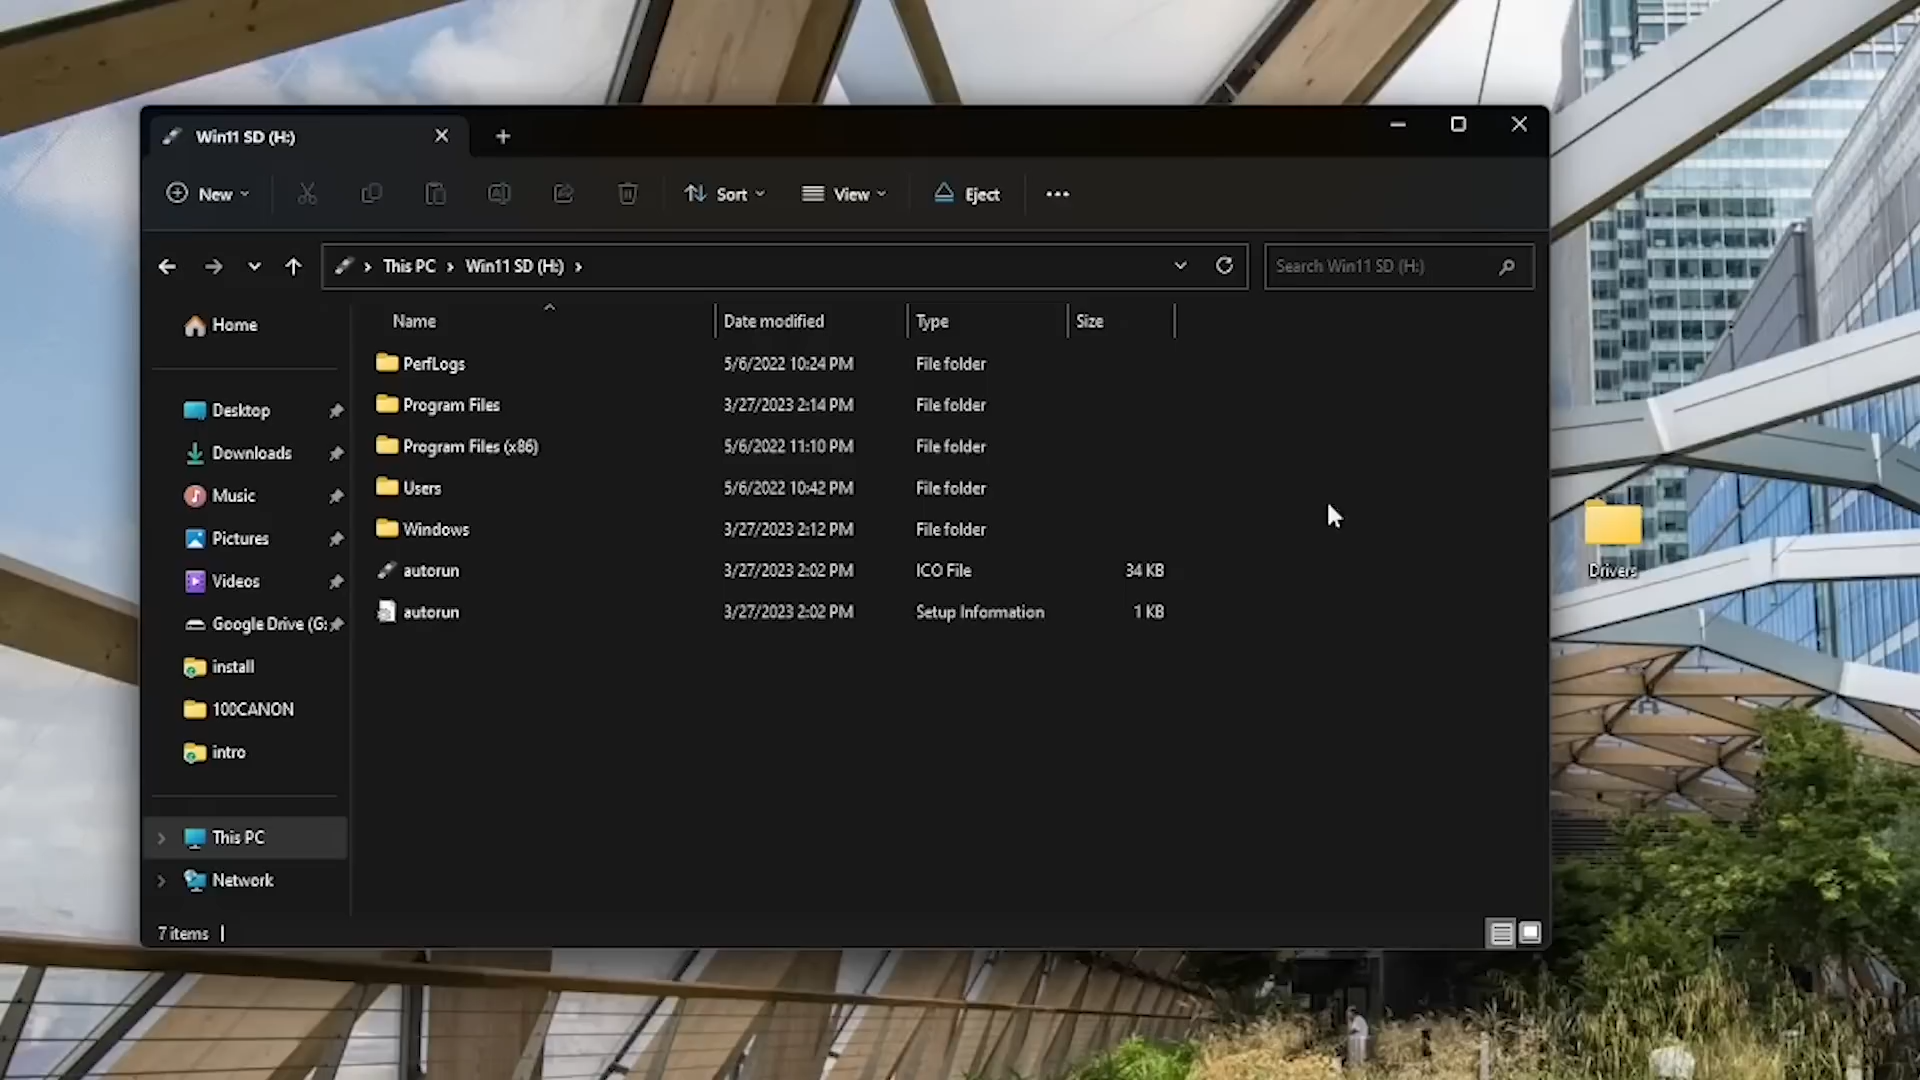 Win11 SD (H:)
New
Sort
View
Eject
This PC
Win11 SD (H:)
Search Win11 SD (H:)
Home
Desktop
Downloads
Music
Pictures
Videos
Google Drive (G:
install
100CANON
intro
This PC
Network
Name Date modified Type Size
PerfLogs 5/6/2022 10:24 PM File folder
Program Files 3/27/2023 2:14 PM File folder
Program Files (x86) 5/6/2022 11:10 PM File folder
Users 5/6/2022 10:42 PM File folder
Windows 3/27/2023 2:12 PM File folder
autorun 3/27/2023 2:02 PM ICO File 34 KB
autorun 3/27/2023 2:02 PM Setup Information 1 KB
7 items
Drivers